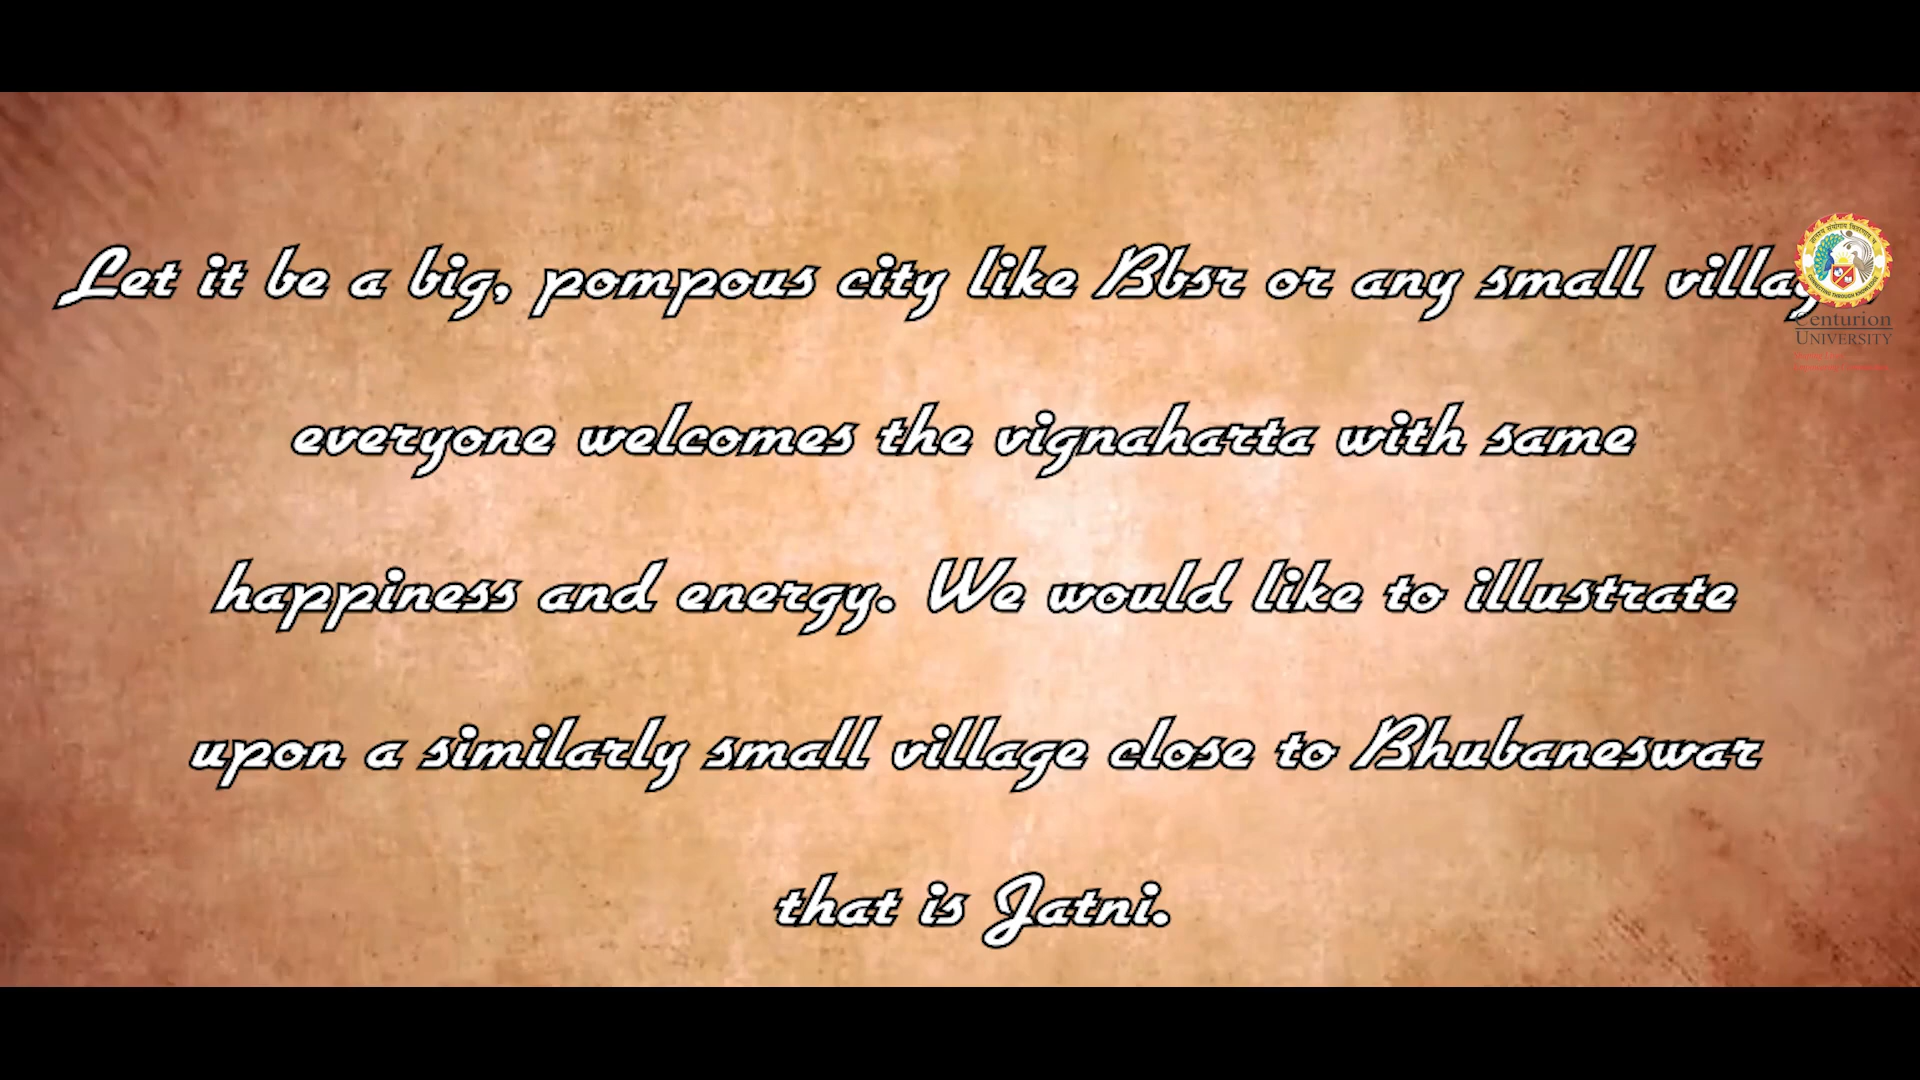 Let it be a big, pompous city like Bbsr or any small village
everyone welcomes the vignaharta with same
happiness and energy. We would like to illustrate
upon a similarly small village close to Bhubaneswar
that is Jatni.
Centurion
UNIVERSITY